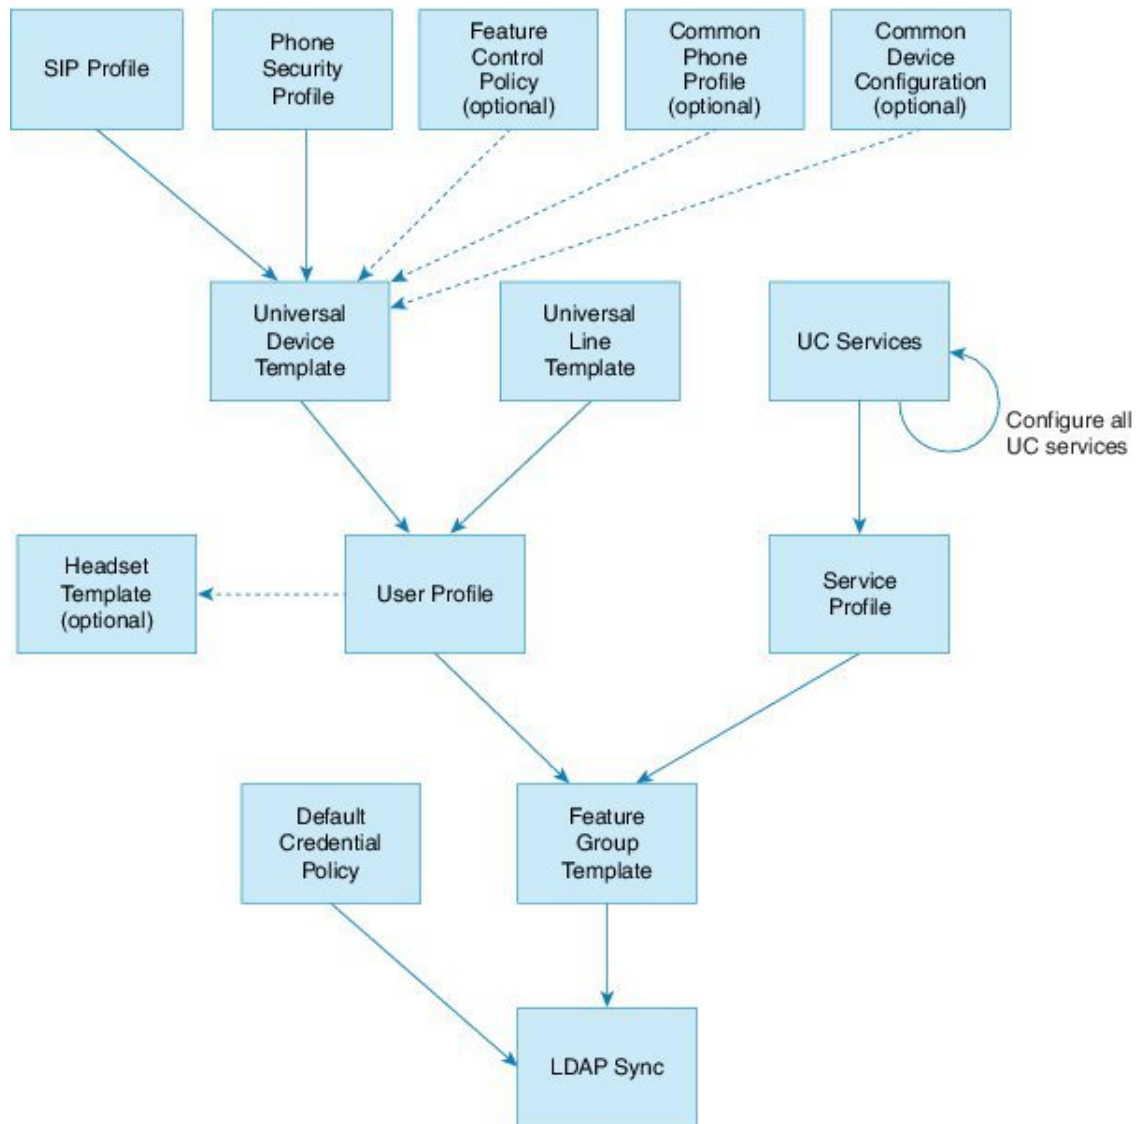 SIP Profile
Phone
Security
Profile
Feature
Control
Policy
(optional)
Common
Phone
Profile
(optional)
Common
Device
Configuration
(optional)
Universal
Device
Template
Universal
Line
Template
UC Services
Configure all
UC services
Headset
Template
(optional)
User Profile
Service
Profile
Default
Credential
Policy
Feature
Group
Template
LDAP Sync